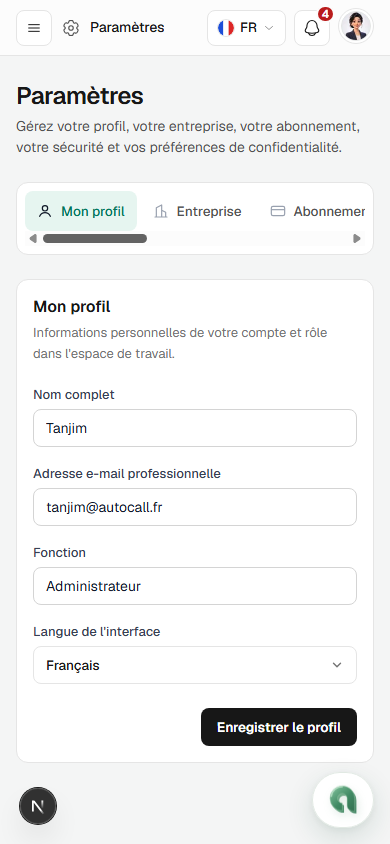 Paramètres
FR
4
Paramètres
Gérez votre profil, votre entreprise, votre abonnement,
votre sécurité et vos préférences de confidentialité.
Mon profil
Entreprise
Abonnemen
Mon profil
Informations personnelles de votre compte et rôle
dans l'espace de travail.
Nom complet
Tanjim
Adresse e-mail professionnelle
tanjim@autocall.fr
Fonction
Administrateur
Langue de l'interface
Français
Enregistrer le profil
N